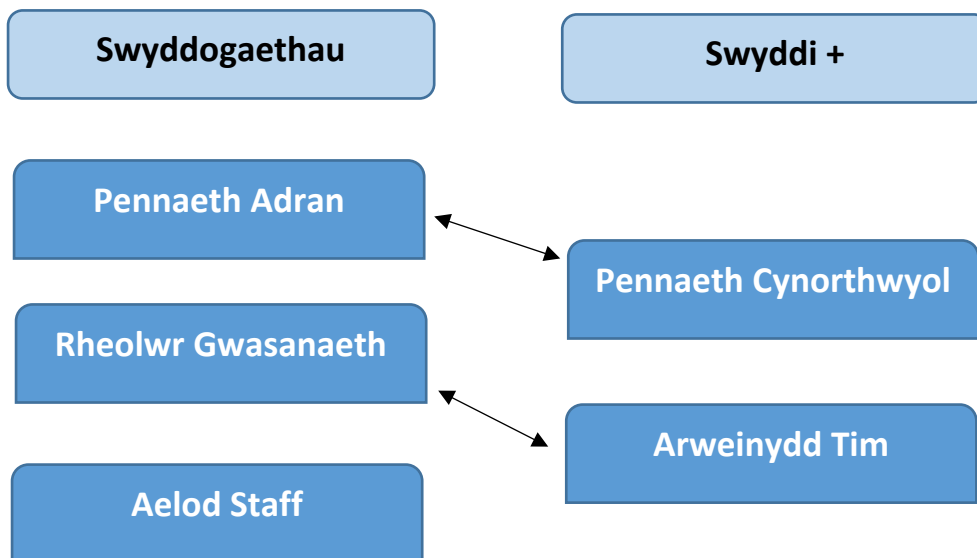 Swyddogaethau
Swyddi +
Pennaeth Adran
Pennaeth Cynorthwyol
Rheolwr Gwasanaeth
Arweinydd Tim
Aelod Staff